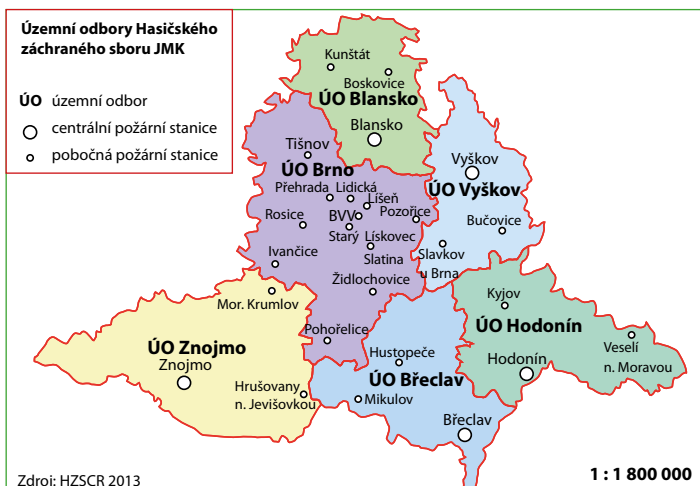 Územní odbory Hasičského
záchraného sboru JMK
ÚO územní odbor
centrální požární stanice
pobočná požární stanice
Kunštát
Boskovice
ÚO Blansko
Blansko
Tišnov
ÚO Brno
Přehrada
Lidická
Líšeň
BVV
Pozořice
Rosice
Starý Lískovec
Slatina
Ivančice
Židlochovice
Pohořelice
Vyškov
ÚO Vyškov
Bučovice
Slavkov
u Brna
Mor. Krumlov
ÚO Znojmo
Znojmo
Hrušovany
n. Jevišovkou
Hustopeče
ÚO Břeclav
Mikulov
Břeclav
Kyjov
ÚO Hodonín
Hodonín
Veselí
n. Moravou
Zdroj: HZSCR 2013
1 : 1 800 000